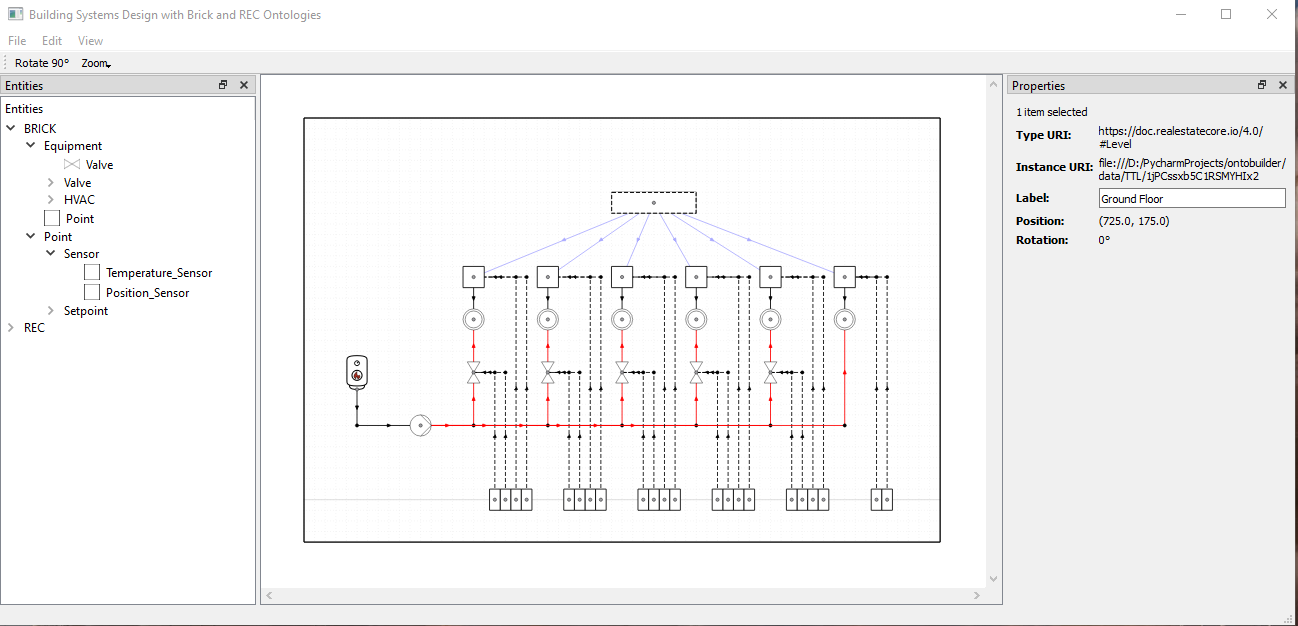 Building Systems Design with Brick and REC Ontologies
File Edit View
Rotate 90° Zoom
Entities
Entities
BRICK
Equipment
Valve
Valve
HVAC
Point
Point
Sensor
Temperature_Sensor
Position_Sensor
Setpoint
REC
Properties
1 item selected
Type URI: https://doc.realestatecore.io/4.0/
#Level
Instance URI: file:///D:/PycharmProjects/ontobuilder/
data/TTL/1jPCssxb5C1RSMYHIx2
Label: Ground Floor
Position: (725.0, 175.0)
Rotation: 0°